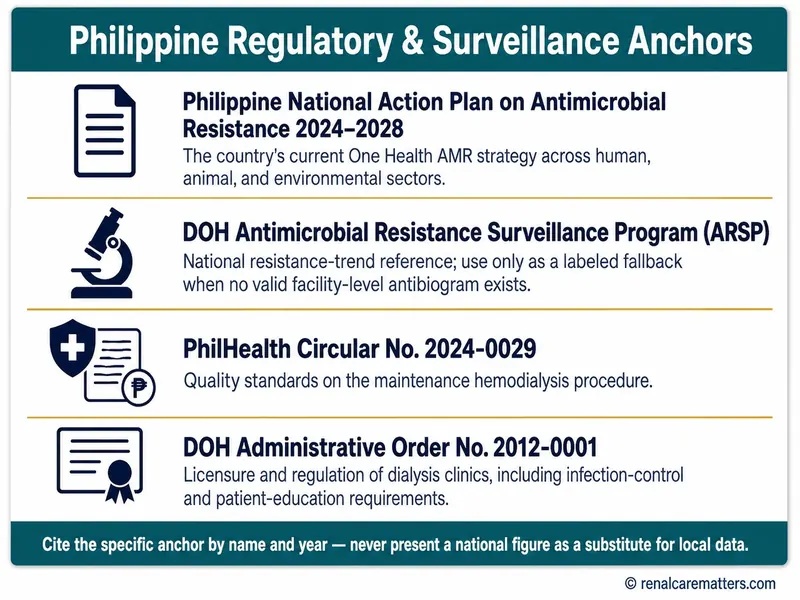 Philippine Regulatory & Surveillance Anchors
Philippine National Action Plan on Antimicrobial
Resistance 2024–2028
The country's current One Health AMR strategy across human,
animal, and environmental sectors.
DOH Antimicrobial Resistance Surveillance Program (ARSP)
National resistance-trend reference; use only as a labeled fallback
when no valid facility-level antibiogram exists.
₱
PhilHealth Circular No. 2024-0029
Quality standards on the maintenance hemodialysis procedure.
DOH Administrative Order No. 2012-0001
Licensure and regulation of dialysis clinics, including infection-control
and patient-education requirements.
Cite the specific anchor by name and year — never present a national figure as a substitute for local data.
© renalcarematters.com